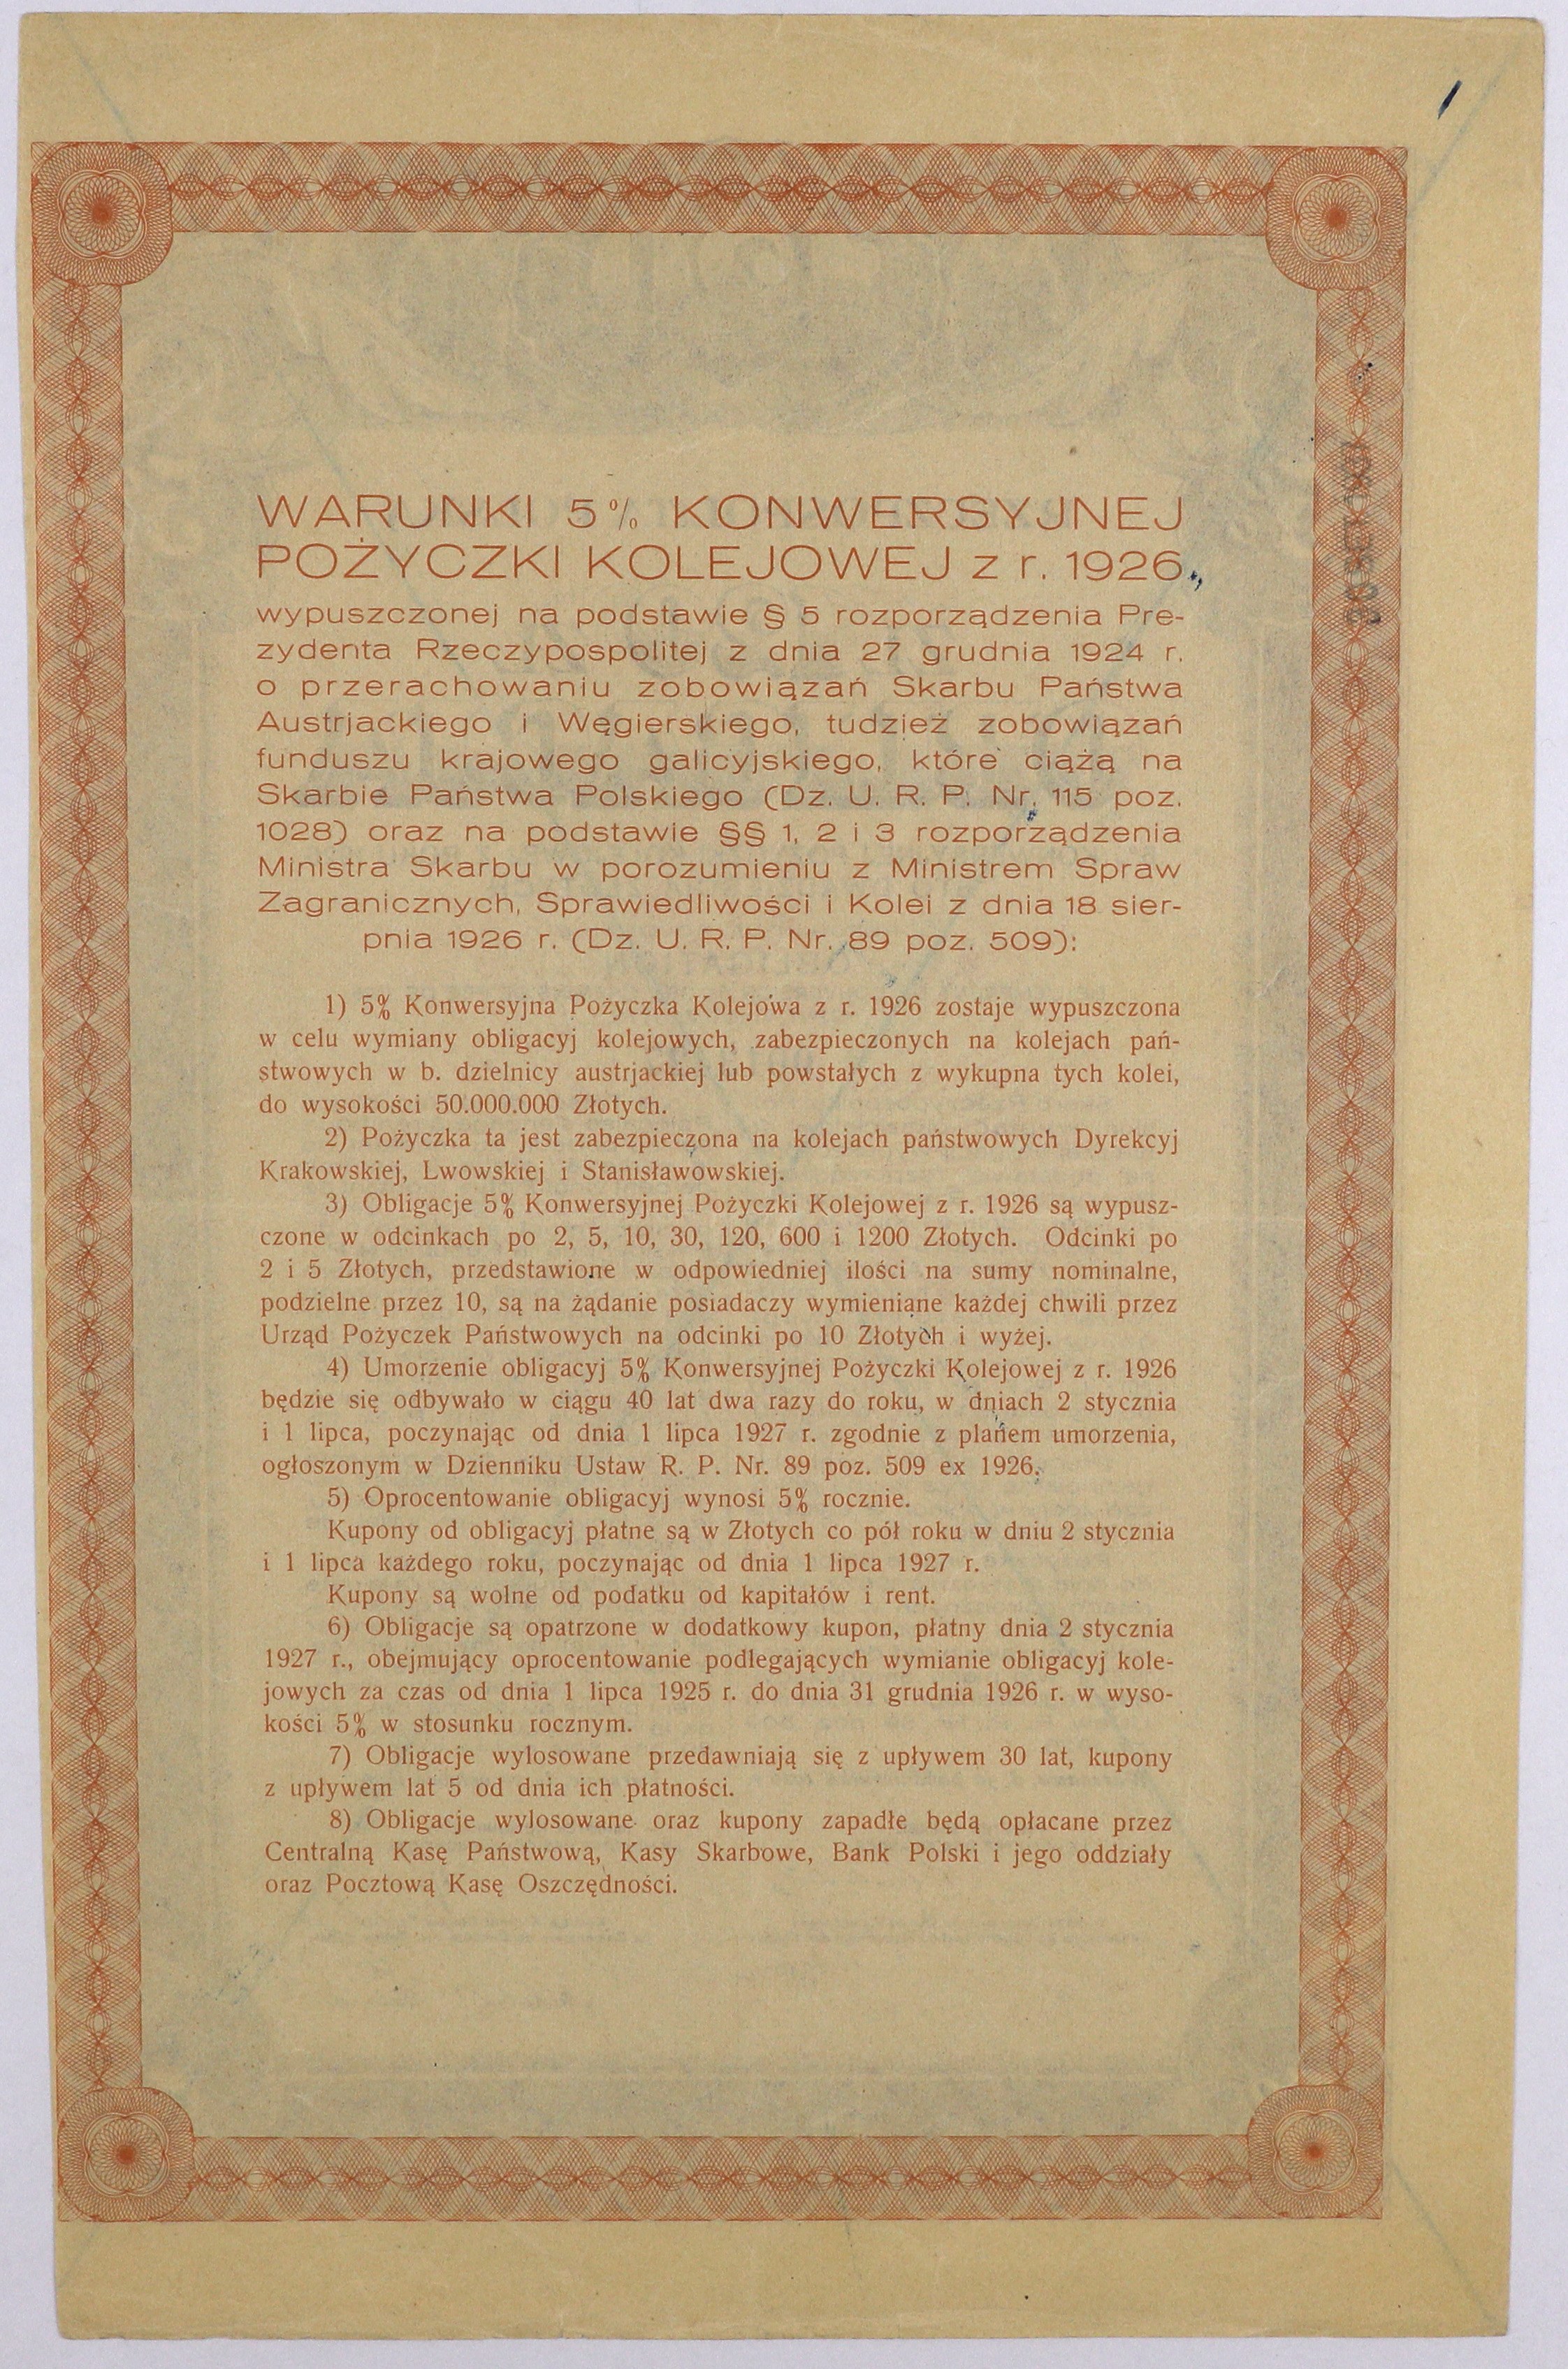 WARUNKI 5% KONWERSYJNEJ
POŻYCZKI KOLEJOWEJ z r. 1926,
wypuszczonej na podstawie § 5 rozporządzenia Pre-
zydenta Rzeczypospolitej z dnia 27 grudnia 1924 r.
o przerachowaniu zobowiązań Skarbu Państwa
Austrjackiego i Węgierskiego, tudzież zobowiązań
funduszu krajowego galicyjskiego, które ciążą na
Skarbie Państwa Polskiego (Dz. U. R. P. Nr. 115 poz.
1028) oraz na podstawie §§ 1, 2 i 3 rozporządzenia
Ministra Skarbu w porozumieniu z Ministrem Spraw
Zagranicznych, Sprawiedliwości i Kolei z dnia 18 sier-
pnia 1926 r. (Dz. U. R. P. Nr. 89 poz. 509):
1) 5% Konwersyjna Pożyczka Kolejowa z r. 1926 zostaje wypuszczona
w celu wymiany obligacyj kolejowych, zabezpieczonych na kolejach pań-
stwowych w b. dzielnicy austrjackiej lub powstałych z wykupna tych kolei,
do wysokości 50.000.000 Złotych.
2) Pożyczka ta jest zabezpieczona na kolejach państwowych Dyrekcyj
Krakowskiej, Lwowskiej i Stanisławowskiej.
3) Obligacje 5% Konwersyjnej Pożyczki Kolejowej z r. 1926 są wypusz-
czone w odcinkach po 2, 5, 10, 30, 120, 600 i 1200 Złotych. Odcinki po
2 i 5 Złotych, przedstawione w odpowiedniej ilości na sumy nominalne,
podzielne przez 10, są na żądanie posiadaczy wymieniane każdej chwili przez
Urząd Pożyczek Państwowych na odcinki po 10 Złotych i wyżej.
4) Umorzenie obligacyj 5% Konwersyjnej Pożyczki Kolejowej z r. 1926
będzie się odbywało w ciągu 40 lat dwa razy do roku, w dniach 2 stycznia
i 1 lipca, poczynając od dnia 1 lipca 1927 r. zgodnie z planem umorzenia,
ogłoszonym w Dzienniku Ustaw R. P. Nr. 89 poz. 509 ex 1926.
5) Oprocentowanie obligacyj wynosi 5% rocznie.
Kupony od obligacyj płatne są w Złotych co pół roku w dniu 2 stycznia
i 1 lipca każdego roku, poczynając od dnia 1 lipca 1927 r.
Kupony są wolne od podatku od kapitałów i rent.
6) Obligacje są opatrzone w dodatkowy kupon, płatny dnia 2 stycznia
1927 r., obejmujący oprocentowanie podlegających wymianie obligacyj kole-
jowych za czas od dnia 1 lipca 1925 r. do dnia 31 grudnia 1926 r. w wyso-
kości 5% w stosunku rocznym.
7) Obligacje wylosowane przedawniają się z upływem 30 lat, kupony
z upływem lat 5 od dnia ich płatności.
8) Obligacje wylosowane oraz kupony zapadłe będą opłacane przez
Centralną Kasę Państwową, Kasy Skarbowe, Bank Polski i jego oddziały
oraz Pocztową Kasę Oszczędności.